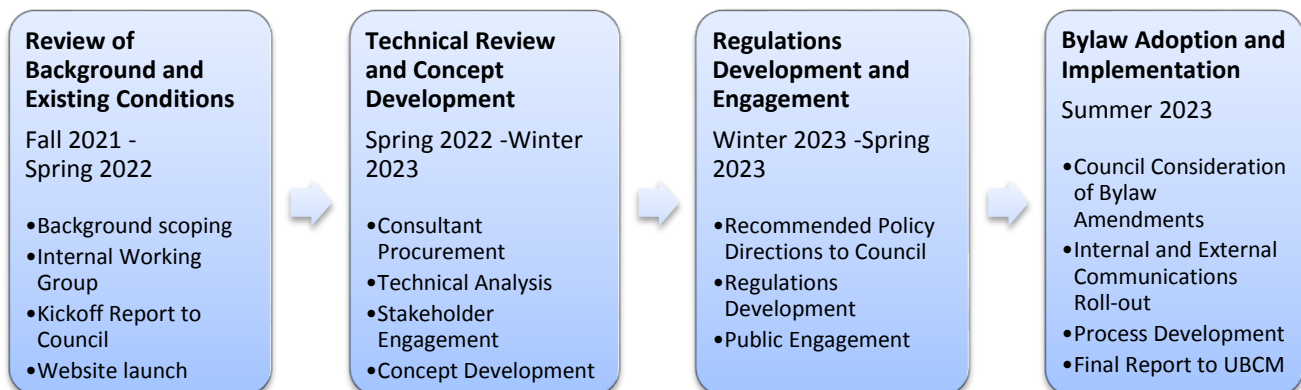 Review of
Background and
Existing Conditions
Fall 2021 -
Spring 2022
•Background scoping
•Internal Working
Group
•Kickoff Report to
Council
•Website launch
Technical Review
and Concept
Development
Spring 2022 -Winter
2023
•Consultant
Procurement
•Technical Analysis
•Stakeholder
Engagement
•Concept Development
Regulations
Development and
Engagement
Winter 2023 -Spring
2023
•Recommended Policy
Directions to Council
•Regulations
Development
•Public Engagement
Bylaw Adoption and
Implementation
Summer 2023
•Council Consideration
of Bylaw
Amendments
•Internal and External
Communications
Roll-out
•Process Development
•Final Report to UBCM